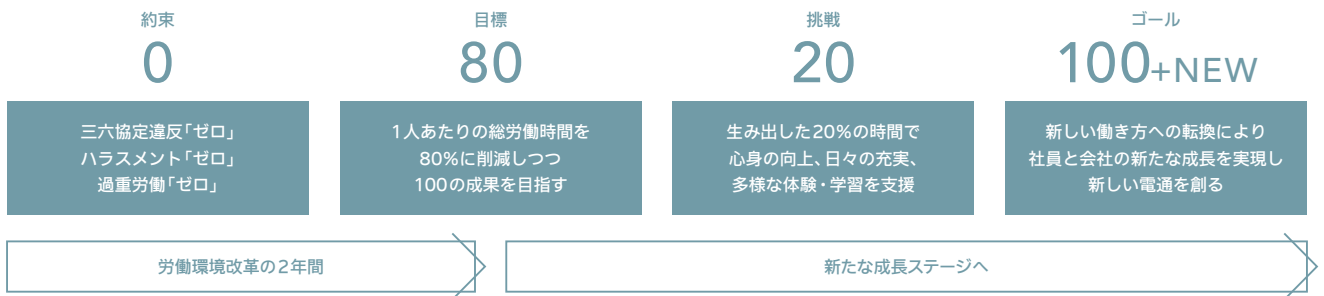 約束
0
三六協定違反「ゼロ」
ハラスメント「ゼロ」
過重労働「ゼロ」
目標
80
1人あたりの総労働時間を
80%に削減しつつ
100の成果を目指す
挑戦
20
生み出した20%の時間で
心身の向上、日々の充実、
多様な体験・学習を支援
ゴール
100+NEW
新しい働き方への転換により
社員と会社の新たな成長を実現し
新しい電通を創る
労働環境改革の2年間
新たな成長ステージへ